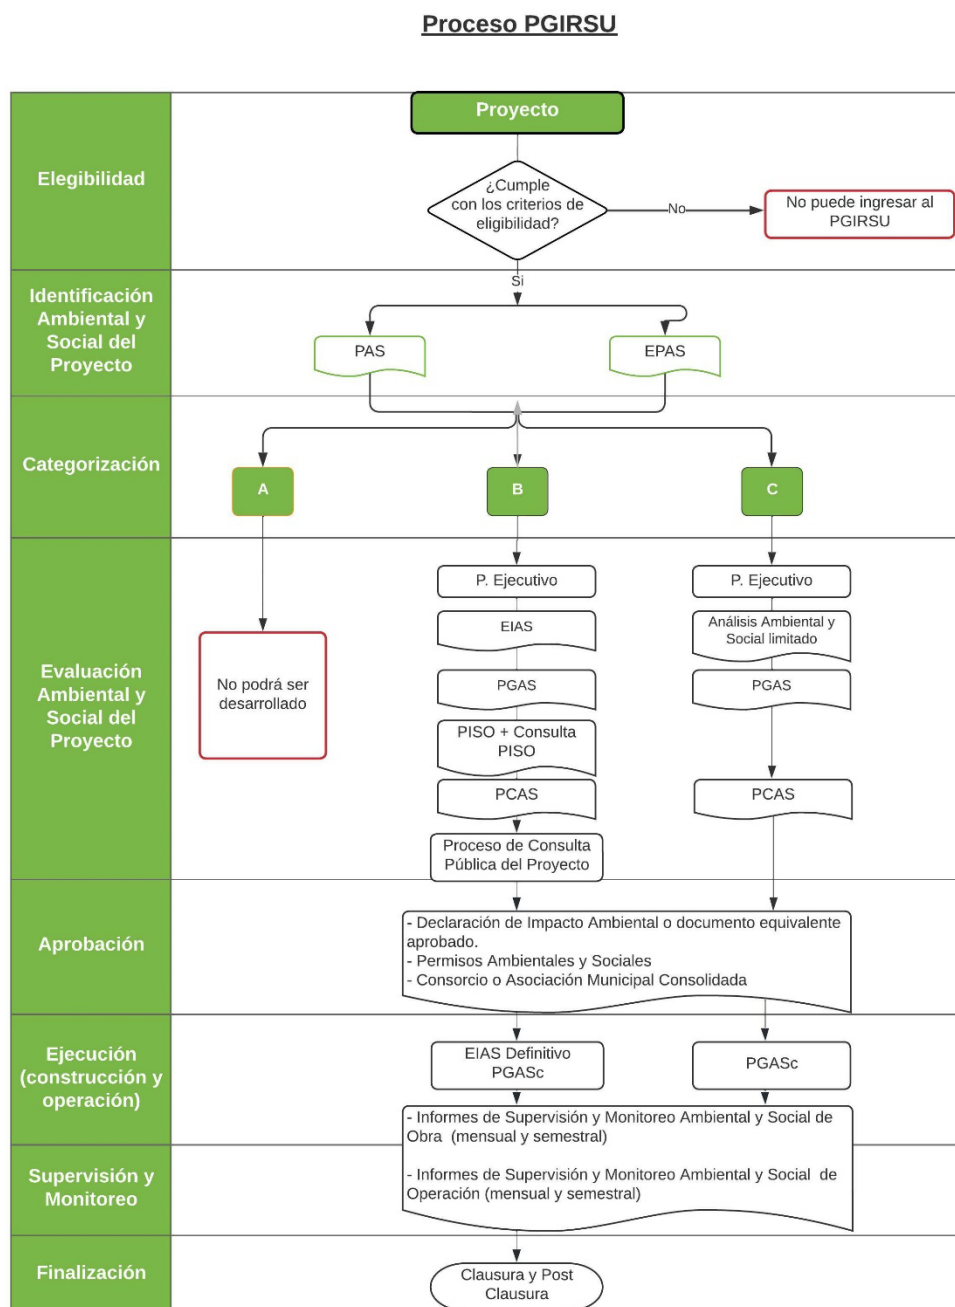 Proceso PGIRSU
Proyecto
Elegibilidad
¿Cumple
con los criterios de
eligibilidad?
No
No puede ingresar al
PGIRSU
Si
Identificación
Ambiental y
Social del
Proyecto
PAS
EPAS
Categorización
A
B
C
Evaluación
Ambiental y
Social del
Proyecto
No podrá ser
desarrollado
P. Ejecutivo
EIAS
PGAS
PISO + Consulta
PISO
PCAS
Proceso de Consulta
Pública del Proyecto
P. Ejecutivo
Análisis Ambiental y
Social limitado
PGAS
PCAS
Aprobación
- Declaración de Impacto Ambiental o documento equivalente
aprobado.
- Permisos Ambientales y Sociales
- Consorcio o Asociación Municipal Consolidada
Ejecución
(construcción y
operación)
EIAS Definitivo
PGASc
PGASc
- Informes de Supervisión y Monitoreo Ambiental y Social de
Obra (mensual y semestral)
Supervisión y
Monitoreo
- Informes de Supervisión y Monitoreo Ambiental y Social de
Operación (mensual y semestral)
Finalización
Clausura y Post
Clausura